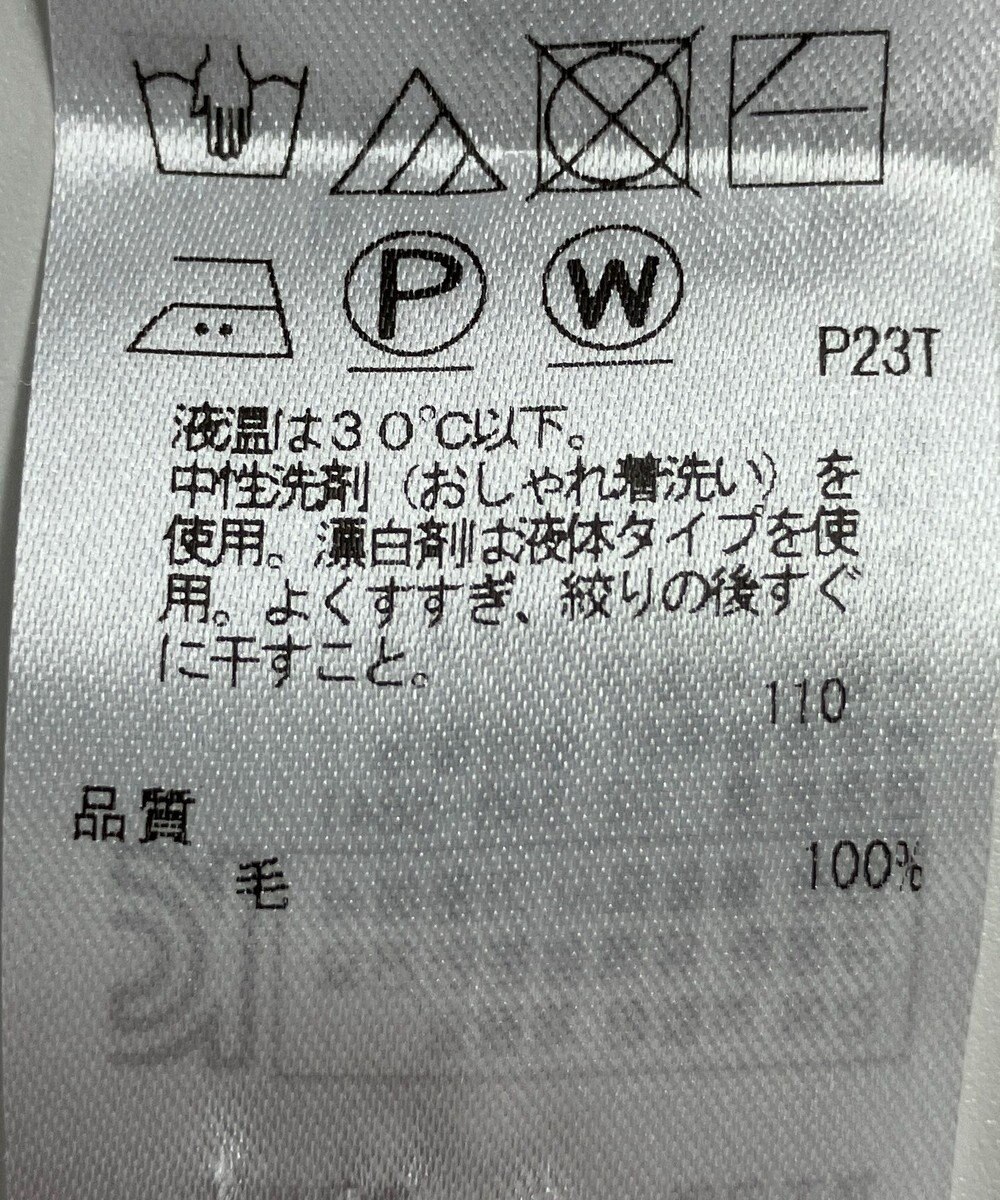 P W
P23T
液温は30℃以下。
中性洗剤（おしゃれ着洗い）を
使用。漂白剤は液体タイプを使
用。よくすすぎ、絞りの後すぐ
に干すこと。
110
品質
毛 100%